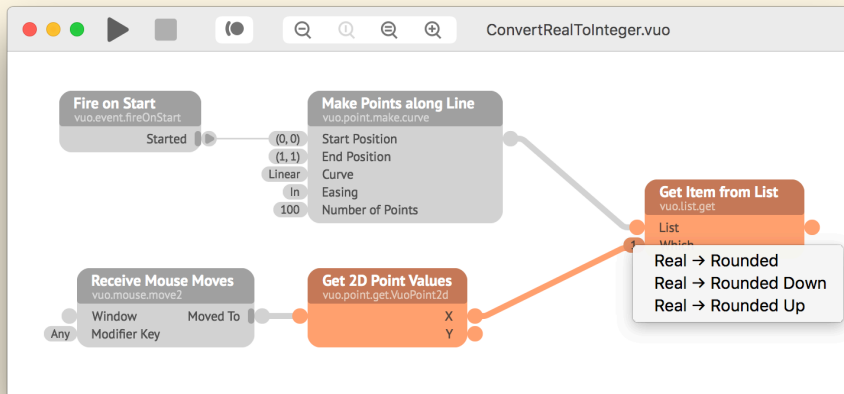 ConvertRealToInteger.vuo
Fire on Start
vuo.event.fireOnStart
Started
Make Points along Line
vuo.point.make.curve
(0, 0) Start Position
(1, 1) End Position
Linear Curve
In Easing
100 Number of Points
Get Item from List
vuo.list.get
List
1 Which
Real → Rounded
Real → Rounded Down
Real → Rounded Up
Receive Mouse Moves
vuo.mouse.move2
Window Moved To
Any Modifier Key
Get 2D Point Values
vuo.point.get.VuoPoint2d
X
Y